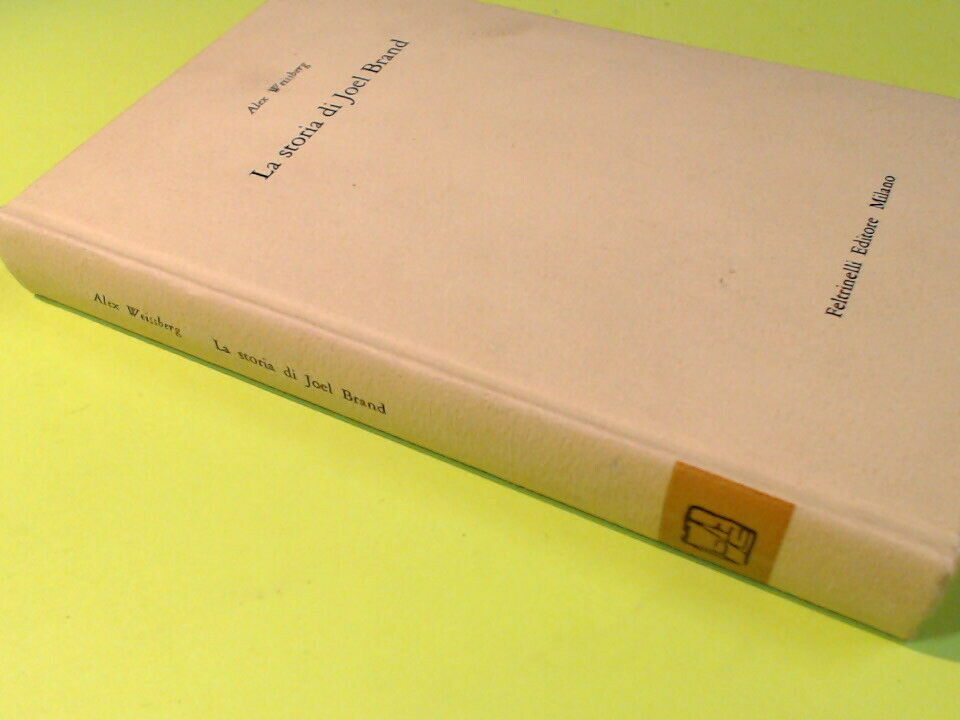 Alex Weissberg
La storia di Joel Brand
Feltrinelli Editore Milano
Alex Weissberg La storia di Joel Brand